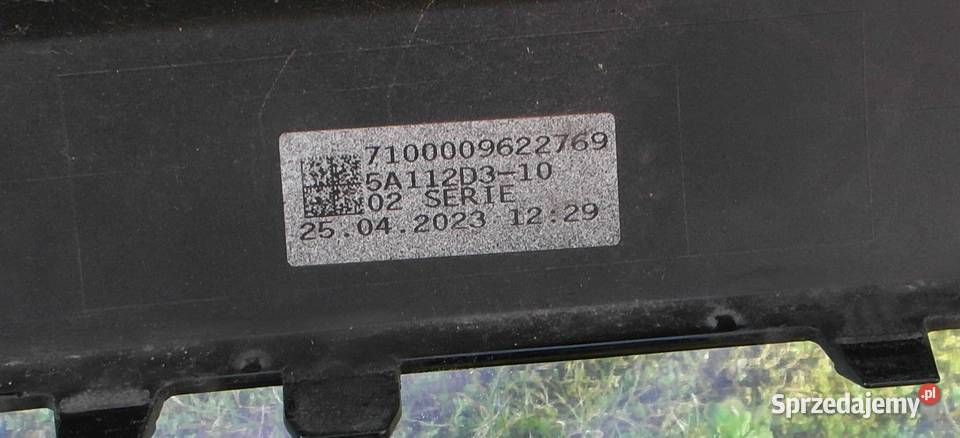 7100009622769
5A112D3-10
02 SERIE
25.04.2023 12:29
Sprzedajemy.pl